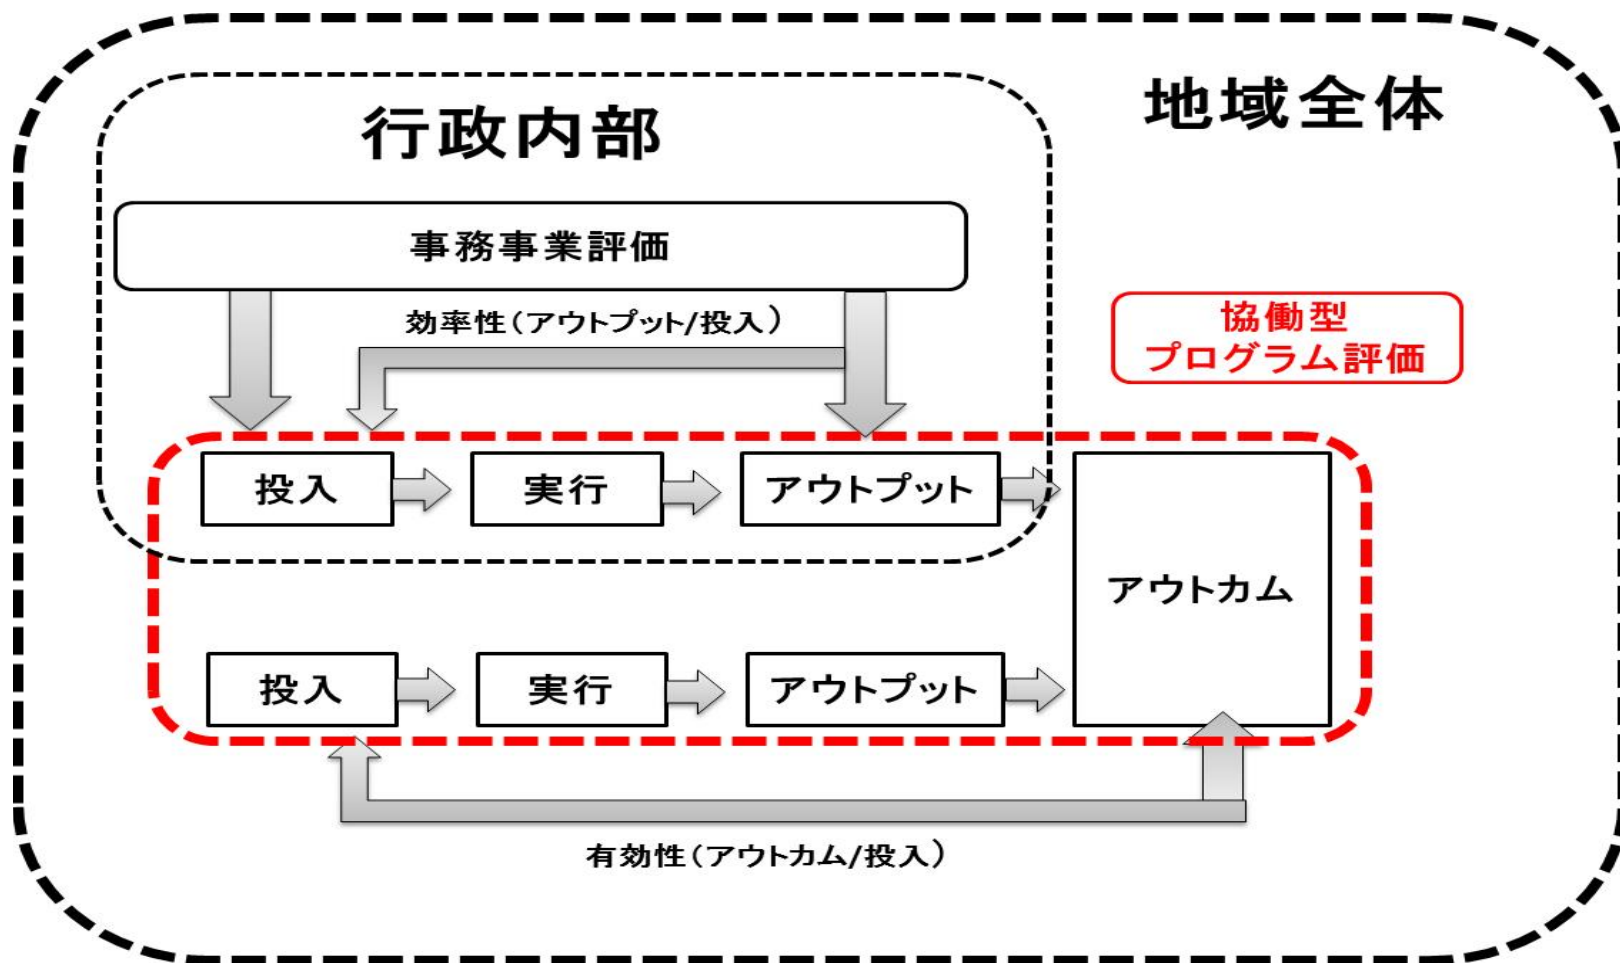 地域全体
行政内部
事務事業評価
効率性(アウトプット/投入)
協働型
プログラム評価
投入
実行
アウトプット
アウトカム
投入
実行
アウトプット
有効性(アウトカム/投入)